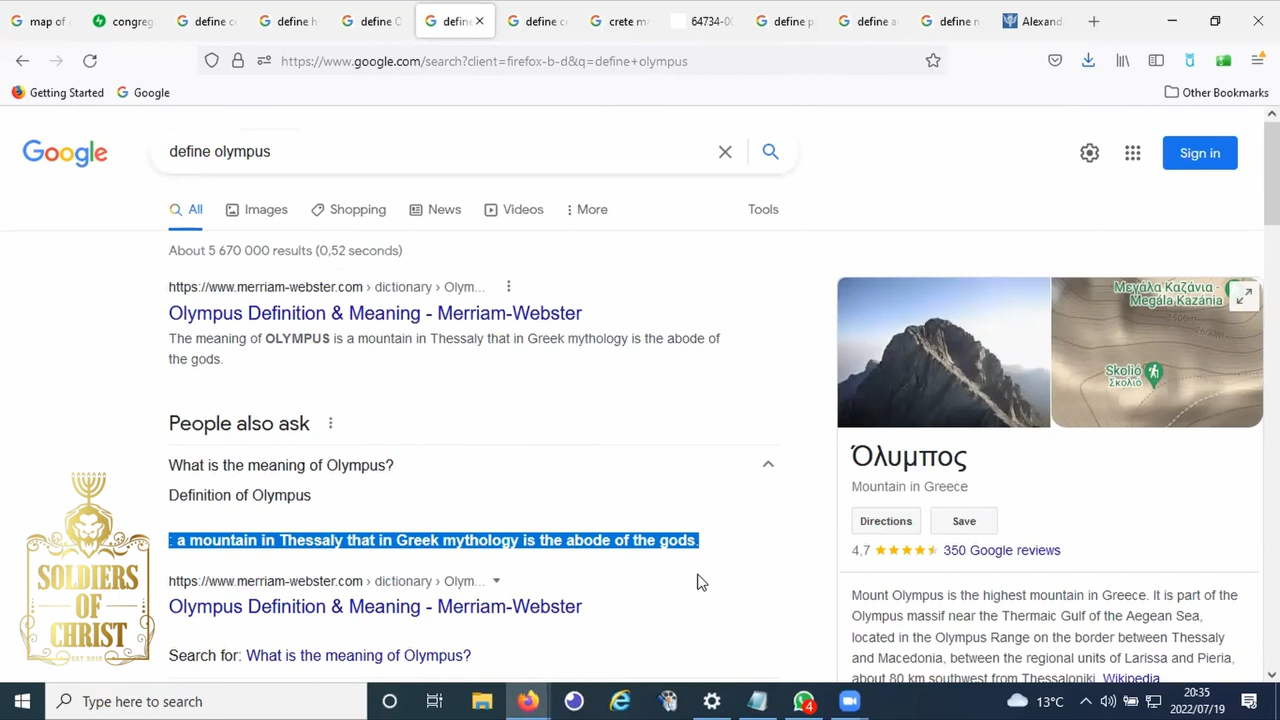 map of
congreg
define c
define h
define C
define
define c
crete m
64734-00
define p
define a
define n
Alexand
https://www.google.com/search?client=firefox-b-d&q=define+olympus
Getting Started
Google
Other Bookmarks
Google
define olympus
Sign in
All
Images
Shopping
News
Videos
More
Tools
About 5 670 000 results (0,52 seconds)
https://www.merriam-webster.com › dictionary › Olym...
Olympus Definition & Meaning - Merriam-Webster
The meaning of OLYMPUS is a mountain in Thessaly that in Greek mythology is the abode of
the gods.
People also ask
What is the meaning of Olympus?
Definition of Olympus
: a mountain in Thessaly that in Greek mythology is the abode of the gods.
https://www.merriam-webster.com › dictionary › Olym...
Olympus Definition & Meaning - Merriam-Webster
Search for: What is the meaning of Olympus?
Μεγάλα Καζάνια -
Megála Kazánia
2500m
2600m
Skolió
Σκολιό
Όλυμπος
Mountain in Greece
Directions
Save
4,7
350 Google reviews
Mount Olympus is the highest mountain in Greece. It is part of the
Olympus massif near the Thermaic Gulf of the Aegean Sea,
located in the Olympus Range on the border between Thessaly
and Macedonia, between the regional units of Larissa and Pieria,
about 80 km southwest from Thessaloniki. Wikipedia
SOLDIERS
OF
CHRIST
EST 2015
Type here to search
4
13°C
20:35
2022/07/19